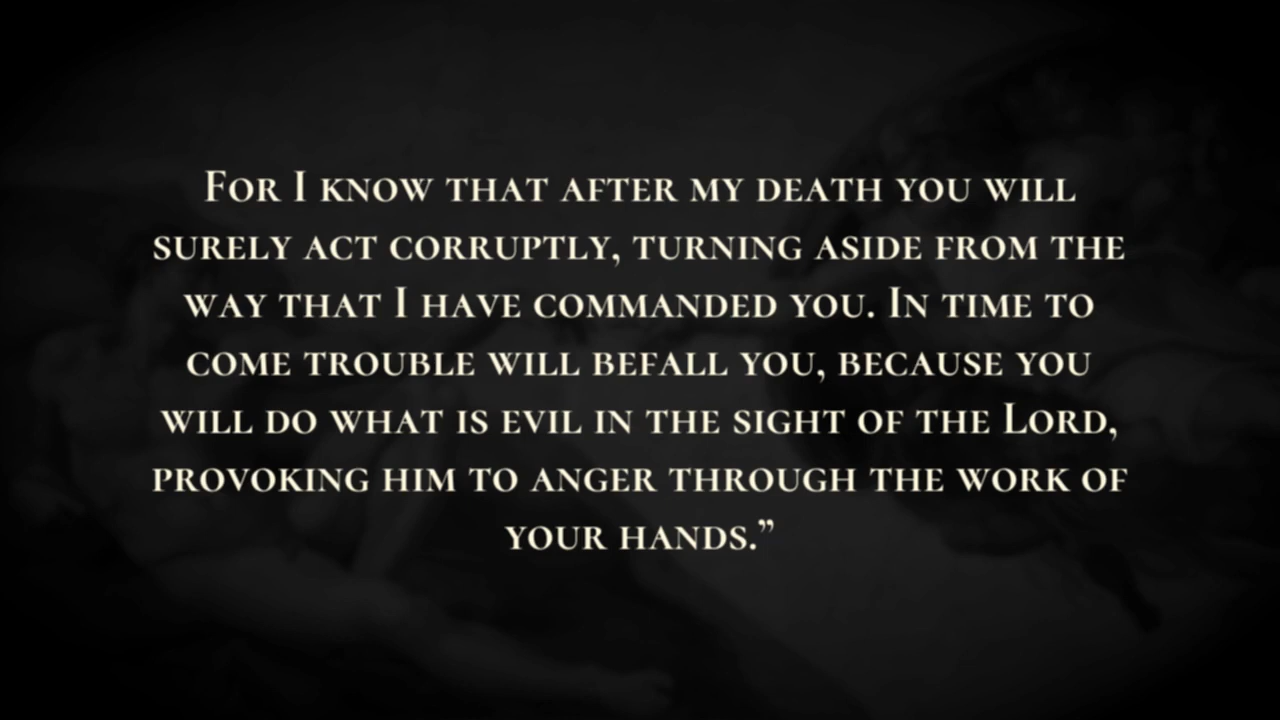 For I know that after my death you will
surely act corruptly, turning aside from the
way that I have commanded you. In time to
come trouble will befall you, because you
will do what is evil in the sight of the Lord,
provoking him to anger through the work of
your hands.”